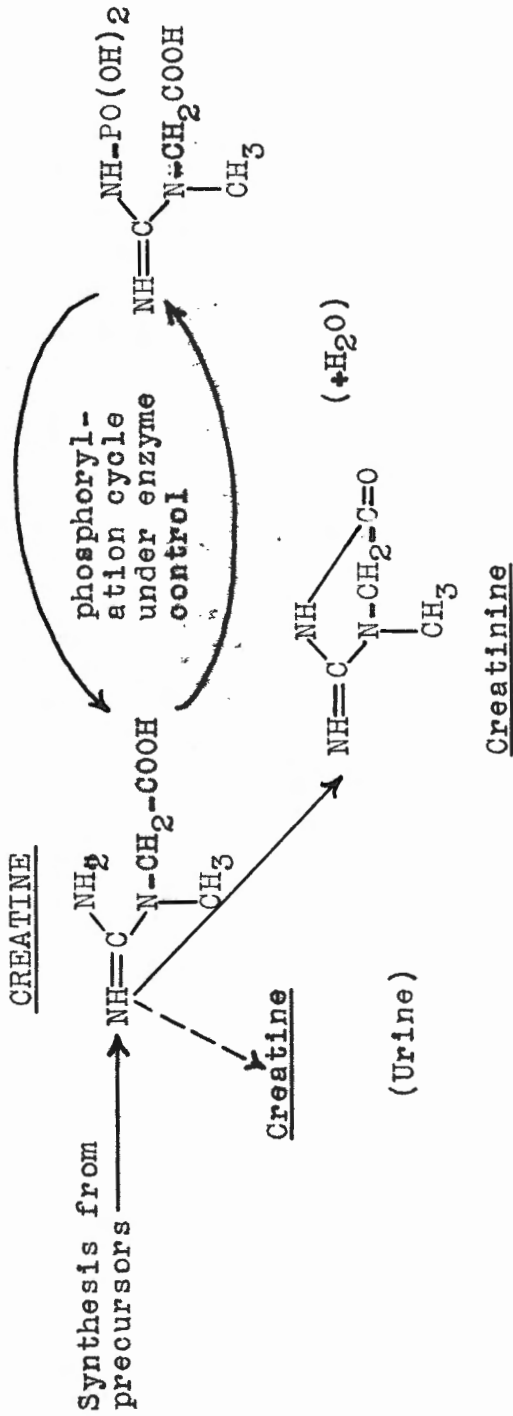 CREATINE
Synthesis from
precursors
NH2
NH=C
N-CH2-COOH
CH3
phosphoryl-
ation cycle
under enzyme
control
NH-PO(OH)2
NH=C
N-CH2COOH
CH3
Creatine
(Urine)
NH
NH=C
N-CH2-C=O
CH3
(+H2O)
Creatinine